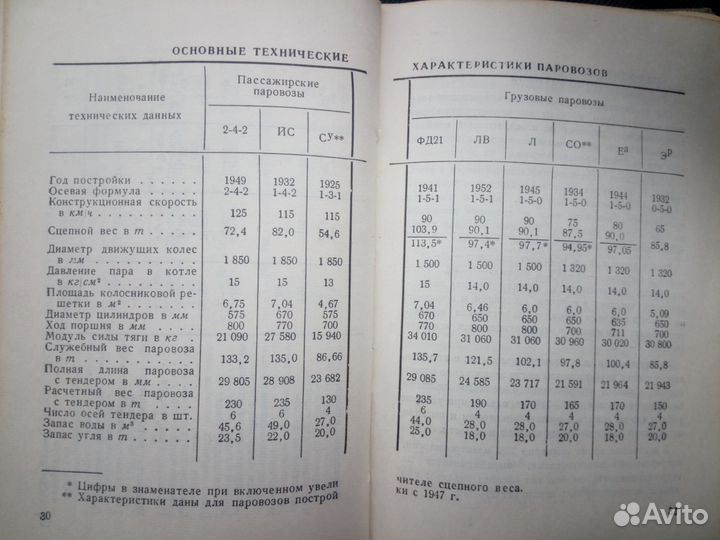 ОСНОВНЫЕ ТЕХНИЧЕСКИЕ
Наименование
технических данных
Пассажирские
паровозы
2-4-2 ИС СУ**
Год постройки . . . . . . 1949 1932 1925
Осевая формула . . . . . 2-4-2 1-4-2 1-3-1
Конструкционная скорость
в км/ч . . . . . . . . . 125 115 115
Сцепной вес в т . . . . . 72,4 82,0 54,6
Диаметр движущих колес
в мм . . . . . . . . . . 1 850 1 850 1 850
Давление пара в котле
в кг/см² . . . . . . . . 15 15 13
Площадь колосниковой ре-
шетки в м² . . . . . . . 6,75 7,04 4,67
Диаметр цилиндров в мм 575 670 575
Ход поршня в мм . . . . 800 770 700
Модуль силы тяги в кг . 21 090 27 580 15 940
Служебный вес паровоза
в т . . . . . . . . . . 133,2 135,0 86,66
Полная длина паровоза
с тендером в мм . . . . 29 805 28 908 23 682
Расчетный вес паровоза
с тендером в т . . . . . 230 235 130
Число осей тендера в шт. 6 6 4
Запас воды в м³ . . . . 45,6 49,0 27,0
Запас угля в т . . . . . 23,5 22,0 20,0
* Цифры в знаменателе при включенном увели
** Характеристики даны для паровозов построй
30
ХАРАКТЕРИСТИКИ ПАРОВОЗОВ
Грузовые паровозы
ФД21 ЛВ Л СО** Еа Эр
1941 1952 1945 1934 1944 1932
1-5-1 1-5-1 1-5-0 1-5-0 1-5-0 0-5-0
90 90 90 75 80 65
103,9 90,1 90,1 87,5 90,0
113,5* 97,4* 97,7* 94,95* 97,05 85,8
1 500 1 500 1 500 1 320 1 320 1 320
15 14,0 14,0 14,0 14,0 14,0
7,04 6,46 6,0 6,0 6,0 5,09
670 650 650 650 635 650
770 800 800 700 711 700
34 010 31 060 31 060 30 960 30 020 30 800
135,7 121,5 102,1 97,8 100,4 85,8
29 085 24 585 23 717 21 591 21 964 21 943
235 190 170 165 170 150
6 4 4 4 4 4
44,0 28,0 28,0 28,0 28,0 27,0
25,0 18,0 18,0 18,0 18,0 20,0
чителе сцепного веса.
ки с 1947 г.
Avito